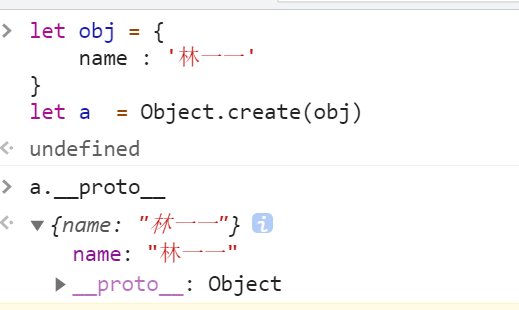 let obj = {
name : '林一一'
}
let a = Object.create(obj)
undefined
a.__proto__
{name: "林一一"} i
name: "林一一"
__proto__: Object